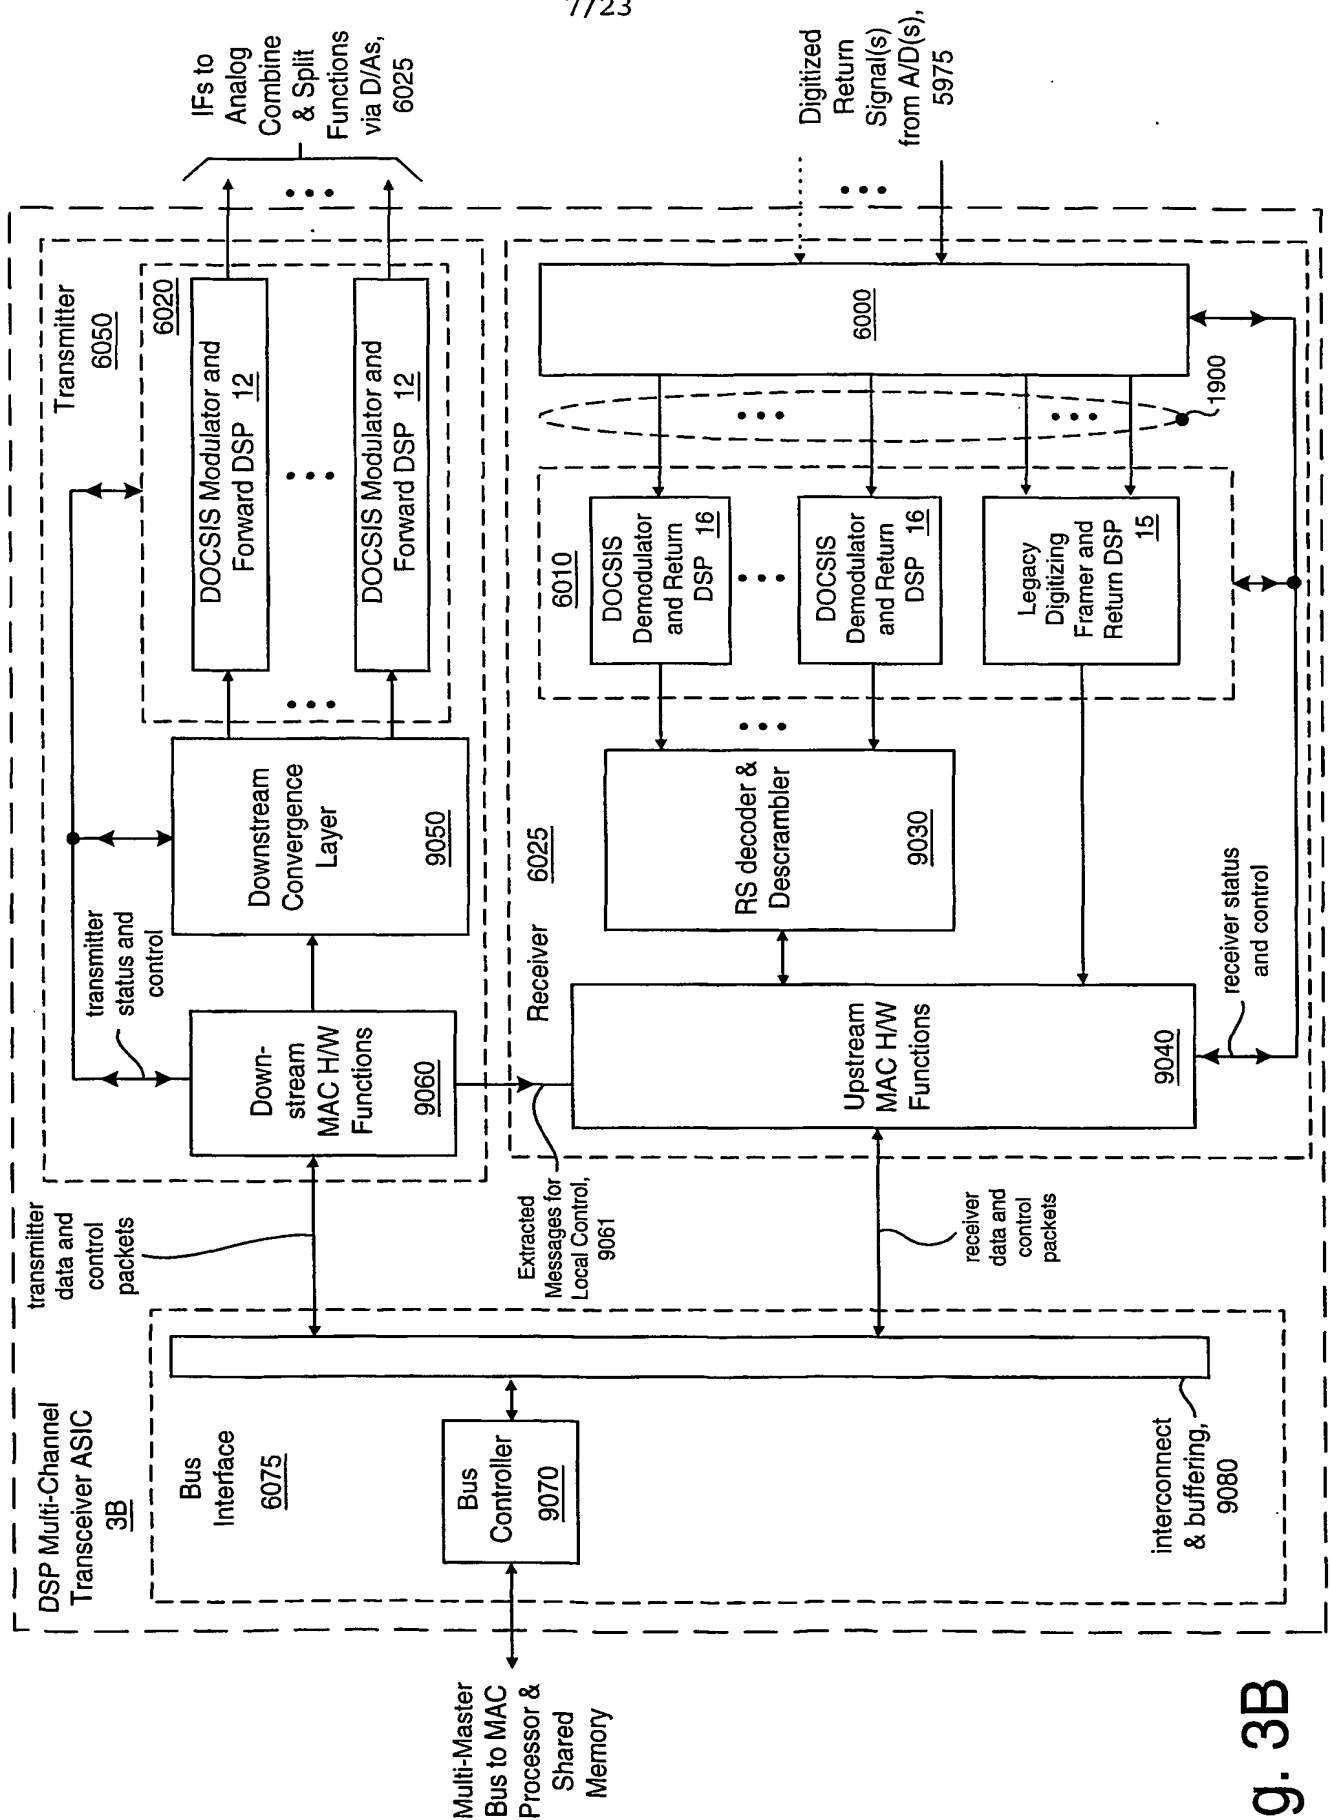 7/23
DSP Multi-Channel
Transceiver ASIC
3B
Bus
Interface
6075
Bus
Controller
9070
Multi-Master
Bus to MAC
Processor &
Shared
Memory
interconnect
& buffering,
9080
transmitter
data and
control
packets
Extracted
Messages for
Local Control,
9061
receiver
data and
control
packets
Transmitter
6050
transmitter
status and
control
Down-
stream
MAC H/W
Functions
9060
Downstream
Convergence
Layer
9050
6020
DOCSIS Modulator and
Forward DSP 12
DOCSIS Modulator and
Forward DSP 12
IFs to
Analog
Combine
& Split
Functions
via D/As,
6025
Receiver
6025
Upstream
MAC H/W
Functions
9040
RS decoder &
Descrambler
9030
6010
DOCSIS
Demodulator
and Return
DSP 16
DOCSIS
Demodulator
and Return
DSP 16
Legacy
Digitizing
Framer and
Return DSP
15
6000
1900
receiver status
and control
Digitized
Return
Signal(s)
from A/D(s),
5975
g. 3B